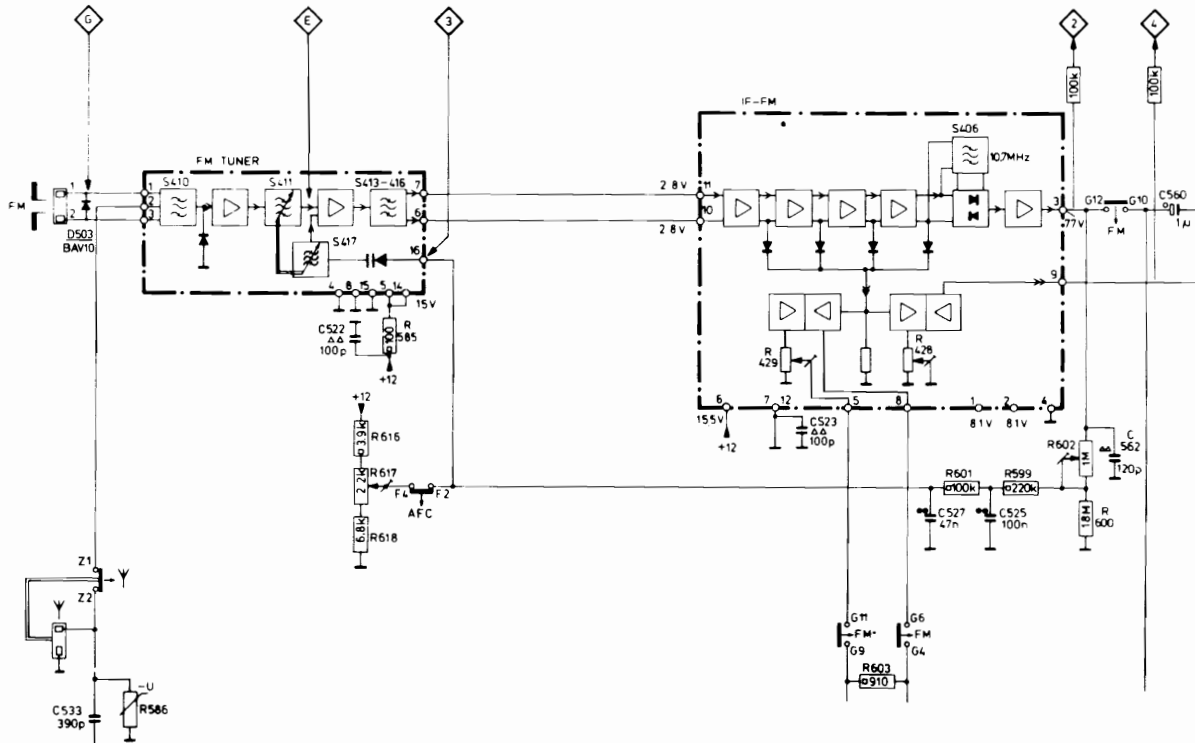 G
E
3
2
4
100k
100k
IF-FM
S406
10.7MHz
FM TUNER
S410
S411
S413-416
7
6
1
2
3
FM
1
2
D503
BAV10
S417
16
2.8V
11
10
2.8V
3
77V
G12
G10
FM
C560
1µ
9
4
8
15
5
14
15V
C522
100p
100
R
585
+12
R
429
R
428
+12
3.9k
R616
2.2k
R617
6.8k
R618
F4
F2
AFC
6
15.5V
+12
7
12
C523
100p
5
8
1
8.1V
2
8.1V
4
R602
1M
C
562
120p
R601
100k
R599
220k
C527
47n
C525
100n
1.8M
R
600
Z1
Z2
G11
FM
G9
G6
FM
G4
R603
910
C533
390p
-U
R586